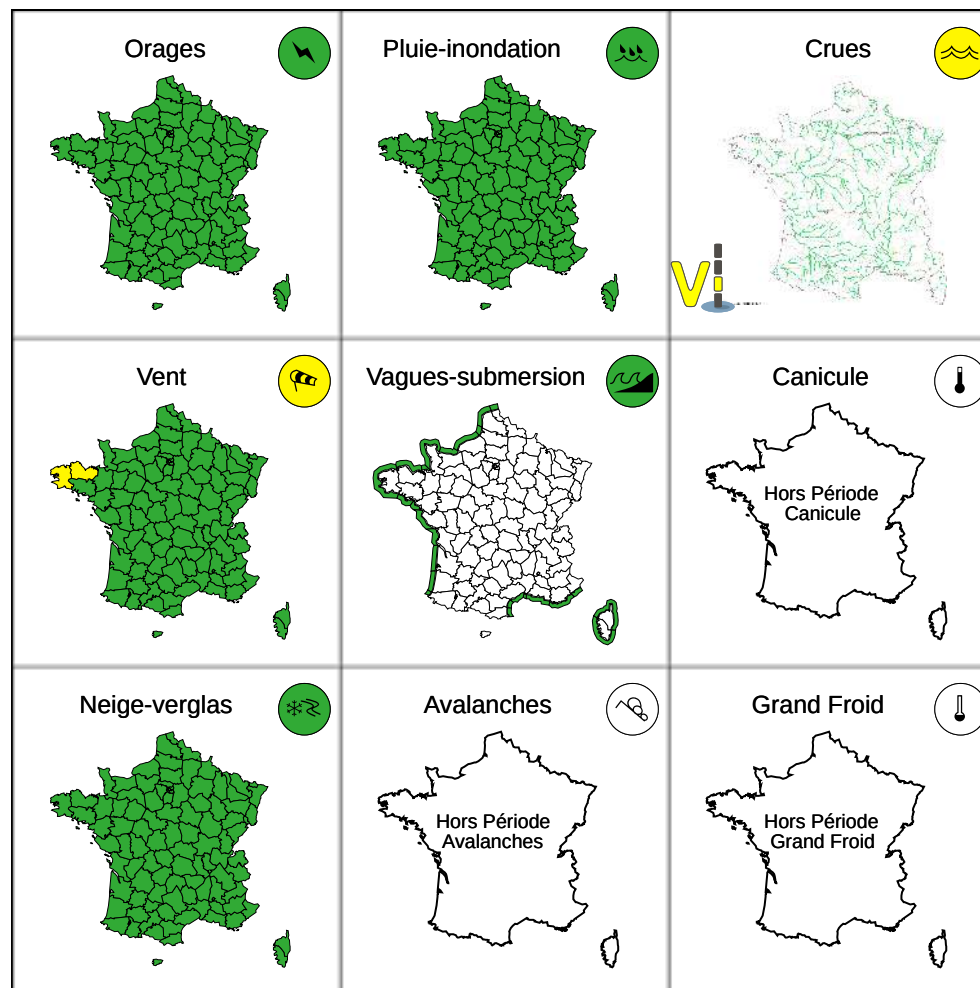 Orages
Pluie-inondation
Crues
Vi
Vent
Vagues-submersion
Canicule
Hors Période
Canicule
Neige-verglas
Avalanches
Hors Période
Avalanches
Grand Froid
Hors Période
Grand Froid